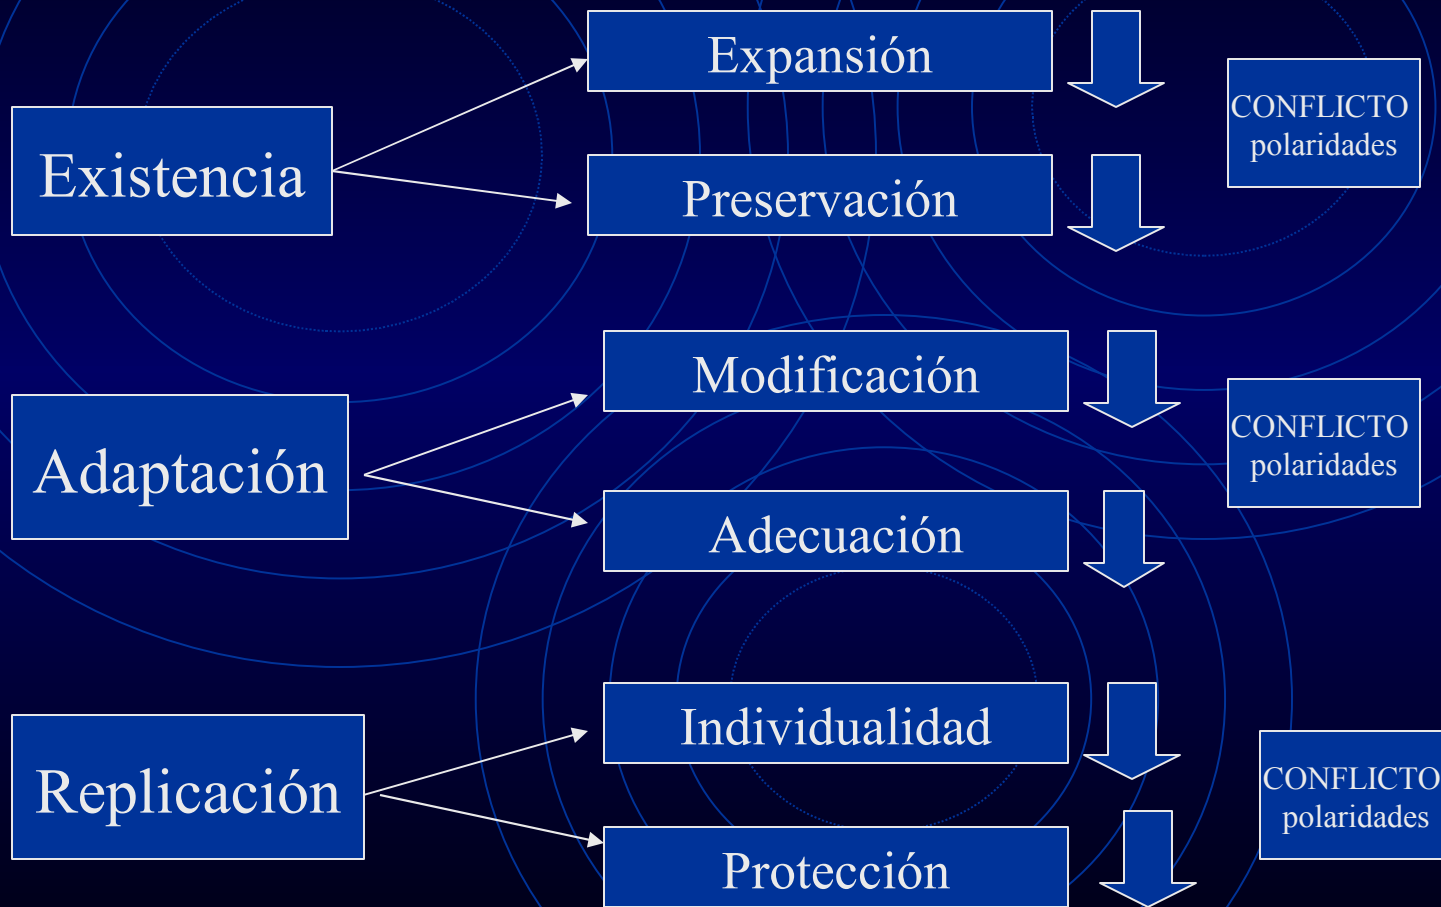 Expansión
CONFLICTO
polaridades
Existencia
Preservación
Modificación
CONFLICTO
polaridades
Adaptación
Adecuación
Individualidad
CONFLICTO
polaridades
Replicación
Protección